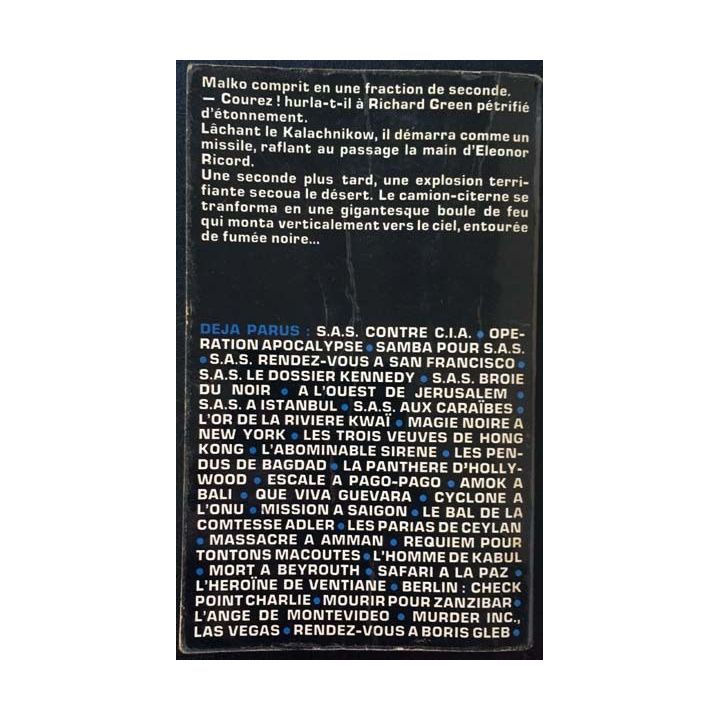 Malko comprit en une fraction de seconde.
— Courez ! hurla-t-il à Richard Green pétrifié
d'étonnement.
Lâchant le Kalachnikow, il démarra comme un
missile, raflant au passage la main d'Eleonor
Ricord.
Une seconde plus tard, une explosion terri-
fiante secoua le désert. Le camion-citerne se
tranforma en une gigantesque boule de feu
qui monta verticalement vers le ciel, entourée
de fumée noire...
DEJA PARUS : S.A.S. CONTRE C.I.A. • OPE-
RATION APOCALYPSE • SAMBA POUR S.A.S.
• S.A.S. RENDEZ-VOUS A SAN FRANCISCO •
S.A.S. LE DOSSIER KENNEDY • S.A.S. BROIE
DU NOIR • A L'OUEST DE JERUSALEM •
S.A.S. A ISTANBUL • S.A.S. AUX CARAÏBES •
L'OR DE LA RIVIERE KWAÏ • MAGIE NOIRE A
NEW YORK • LES TROIS VEUVES DE HONG
KONG • L'ABOMINABLE SIRENE • LES PEN-
DUS DE BAGDAD • LA PANTHERE D'HOLLY-
WOOD • ESCALE A PAGO-PAGO • AMOK A
BALI • QUE VIVA GUEVARA • CYCLONE A
L'ONU • MISSION A SAIGON • LE BAL DE LA
COMTESSE ADLER • LES PARIAS DE CEYLAN
• MASSACRE A AMMAN • REQUIEM POUR
TONTONS MACOUTES • L'HOMME DE KABUL
• MORT A BEYROUTH • SAFARI A LA PAZ •
L'HEROÏNE DE VENTIANE • BERLIN : CHECK
POINT CHARLIE • MOURIR POUR ZANZIBAR •
L'ANGE DE MONTEVIDEO • MURDER INC.,
LAS VEGAS • RENDEZ-VOUS A BORIS GLEB •